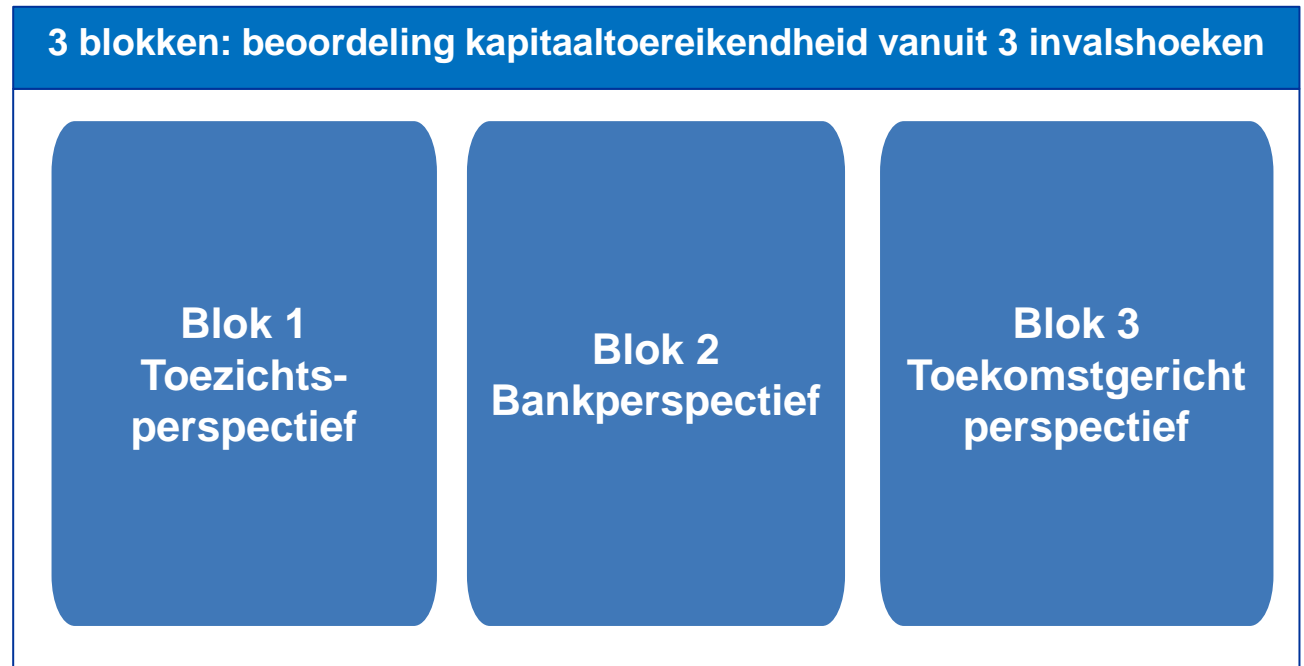 3 blokken: beoordeling kapitaaltoereikendheid vanuit 3 invalshoeken
Blok 1
Toezichts-
perspectief
Blok 2
Bankperspectief
Blok 3
Toekomstgericht
perspectief